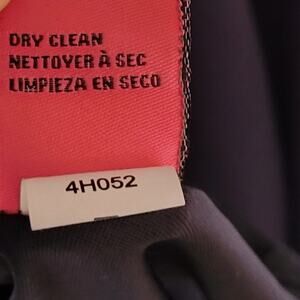 DRY CLEAN
NETTOYER À SEC
LIMPIEZA EN SECO
4H052